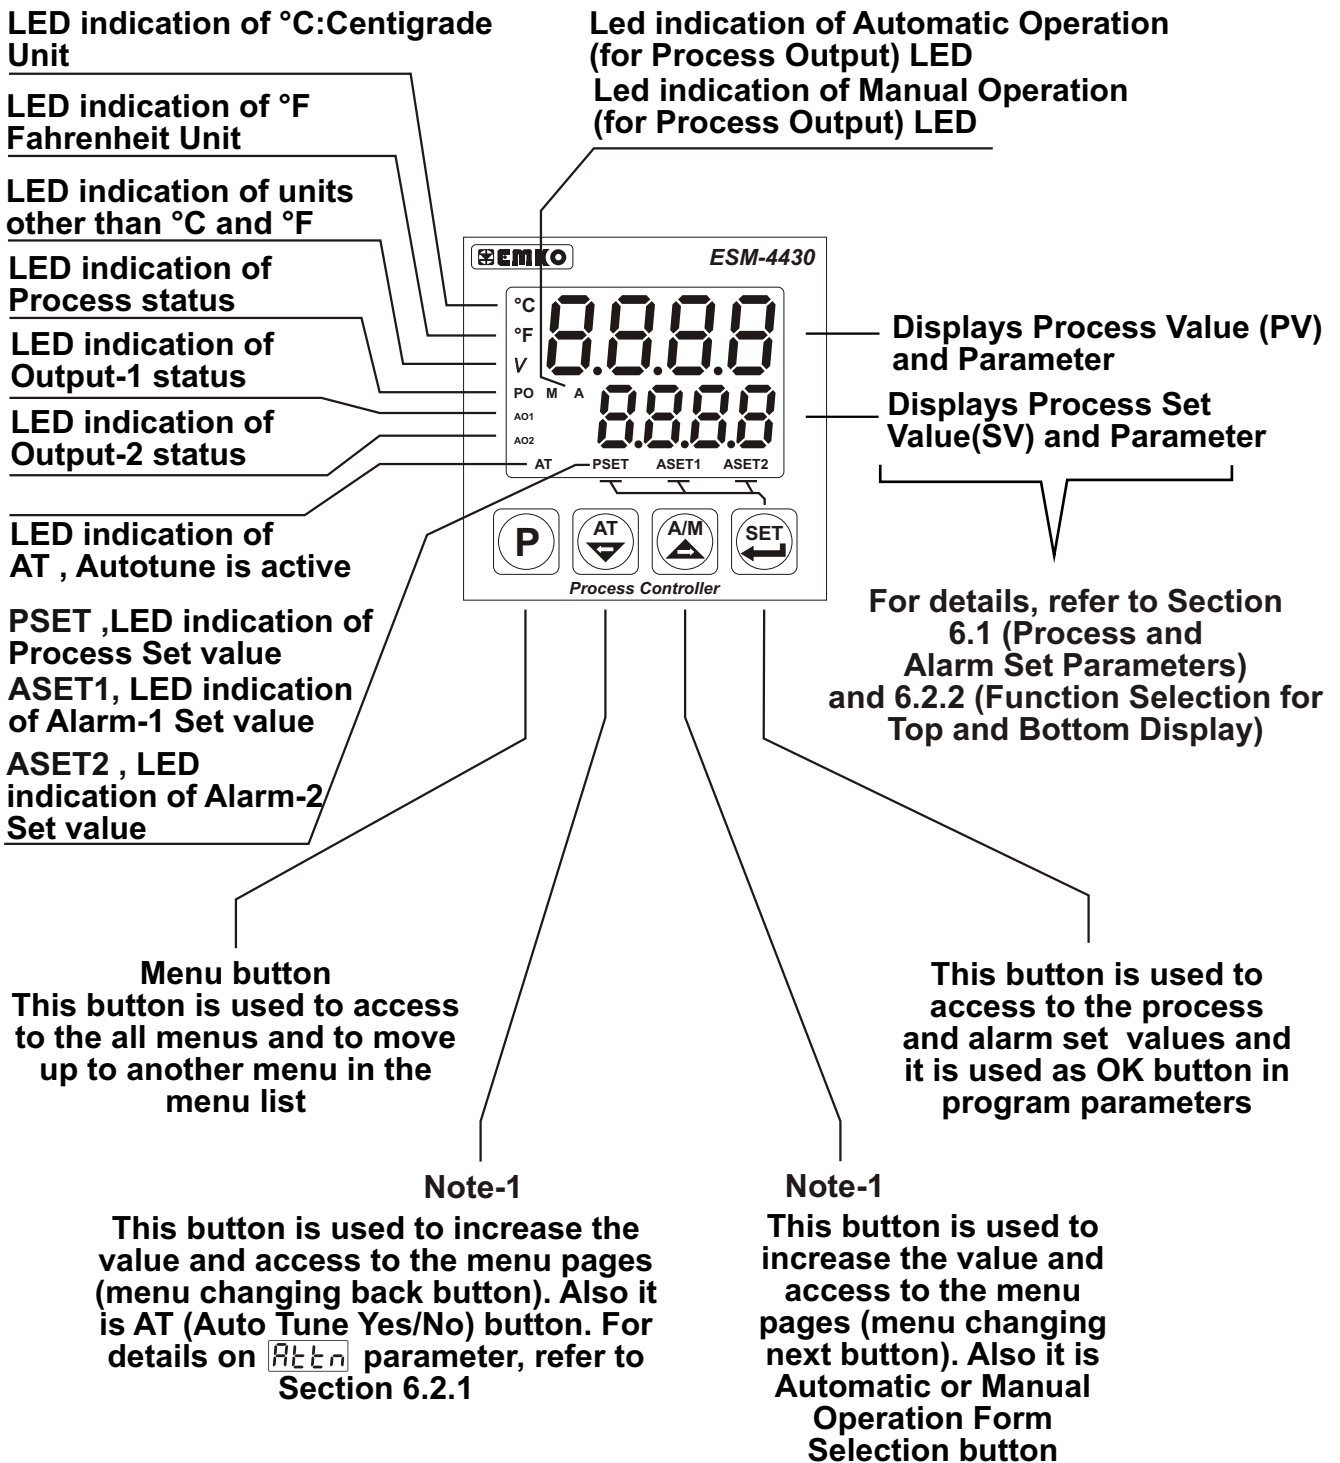 LED indication of °C:Centigrade
Unit
LED indication of °F
Fahrenheit Unit
LED indication of units
other than °C and °F
LED indication of
Process status
LED indication of
Output-1 status
LED indication of
Output-2 status
LED indication of
AT , Autotune is active
PSET ,LED indication of
Process Set value
ASET1, LED indication
of Alarm-1 Set value
ASET2 , LED
indication of Alarm-2
Set value
Led indication of Automatic Operation
(for Process Output) LED
Led indication of Manual Operation
(for Process Output) LED
EMKO
ESM-4430
°C
8.8.8.8
°F
V
PO M A
8.8.8.8
AO1
AO2
AT PSET ASET1 ASET2
P
AT
A/M
SET
Process Controller
Displays Process Value (PV)
and Parameter
Displays Process Set
Value(SV) and Parameter
For details, refer to Section
6.1 (Process and
Alarm Set Parameters)
and 6.2.2 (Function Selection for
Top and Bottom Display)
Menu button
This button is used to access
to the all menus and to move
up to another menu in the
menu list
Note-1
This button is used to increase the
value and access to the menu pages
(menu changing back button). Also it
is AT (Auto Tune Yes/No) button. For
details on Attn parameter, refer to
Section 6.2.1
Note-1
This button is used to
increase the value and
access to the menu
pages (menu changing
next button). Also it is
Automatic or Manual
Operation Form
Selection button
This button is used to
access to the process
and alarm set values and
it is used as OK button in
program parameters